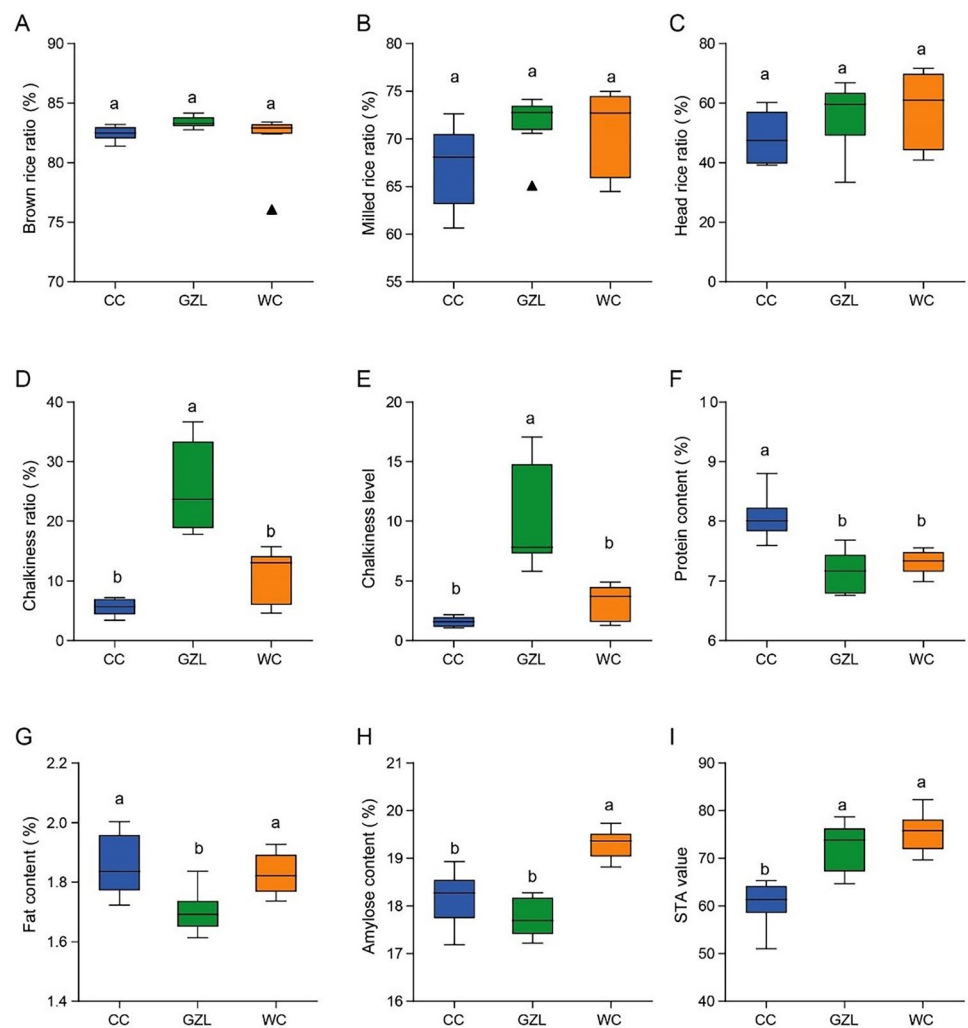 A
Brown rice ratio (%)
90
85
80
75
70
a
a
a
CC
GZL
WC
B
Milled rice ratio (%)
80
75
70
65
60
55
a
a
a
CC
GZL
WC
C
Head rice ratio (%)
80
60
40
20
0
a
a
a
CC
GZL
WC
D
Chalkiness ratio (%)
40
30
20
10
0
b
a
b
CC
GZL
WC
E
Chalkiness level
20
15
10
5
0
b
a
b
CC
GZL
WC
F
Protein content (%)
10
9
8
7
6
a
b
b
CC
GZL
WC
G
Fat content (%)
2.2
2.0
1.8
1.6
1.4
a
b
a
CC
GZL
WC
H
Amylose content (%)
21
20
19
18
17
16
b
b
a
CC
GZL
WC
I
STA value
90
80
70
60
50
40
b
a
a
CC
GZL
WC